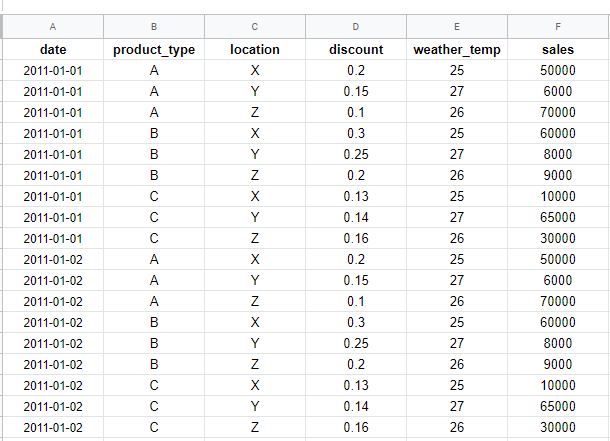 A B C D E F
date product_type location discount weather_temp sales
2011-01-01 A X 0.2 25 50000
2011-01-01 A Y 0.15 27 6000
2011-01-01 A Z 0.1 26 70000
2011-01-01 B X 0.3 25 60000
2011-01-01 B Y 0.25 27 8000
2011-01-01 B Z 0.2 26 9000
2011-01-01 C X 0.13 25 10000
2011-01-01 C Y 0.14 27 65000
2011-01-01 C Z 0.16 26 30000
2011-01-02 A X 0.2 25 50000
2011-01-02 A Y 0.15 27 6000
2011-01-02 A Z 0.1 26 70000
2011-01-02 B X 0.3 25 60000
2011-01-02 B Y 0.25 27 8000
2011-01-02 B Z 0.2 26 9000
2011-01-02 C X 0.13 25 10000
2011-01-02 C Y 0.14 27 65000
2011-01-02 C Z 0.16 26 30000